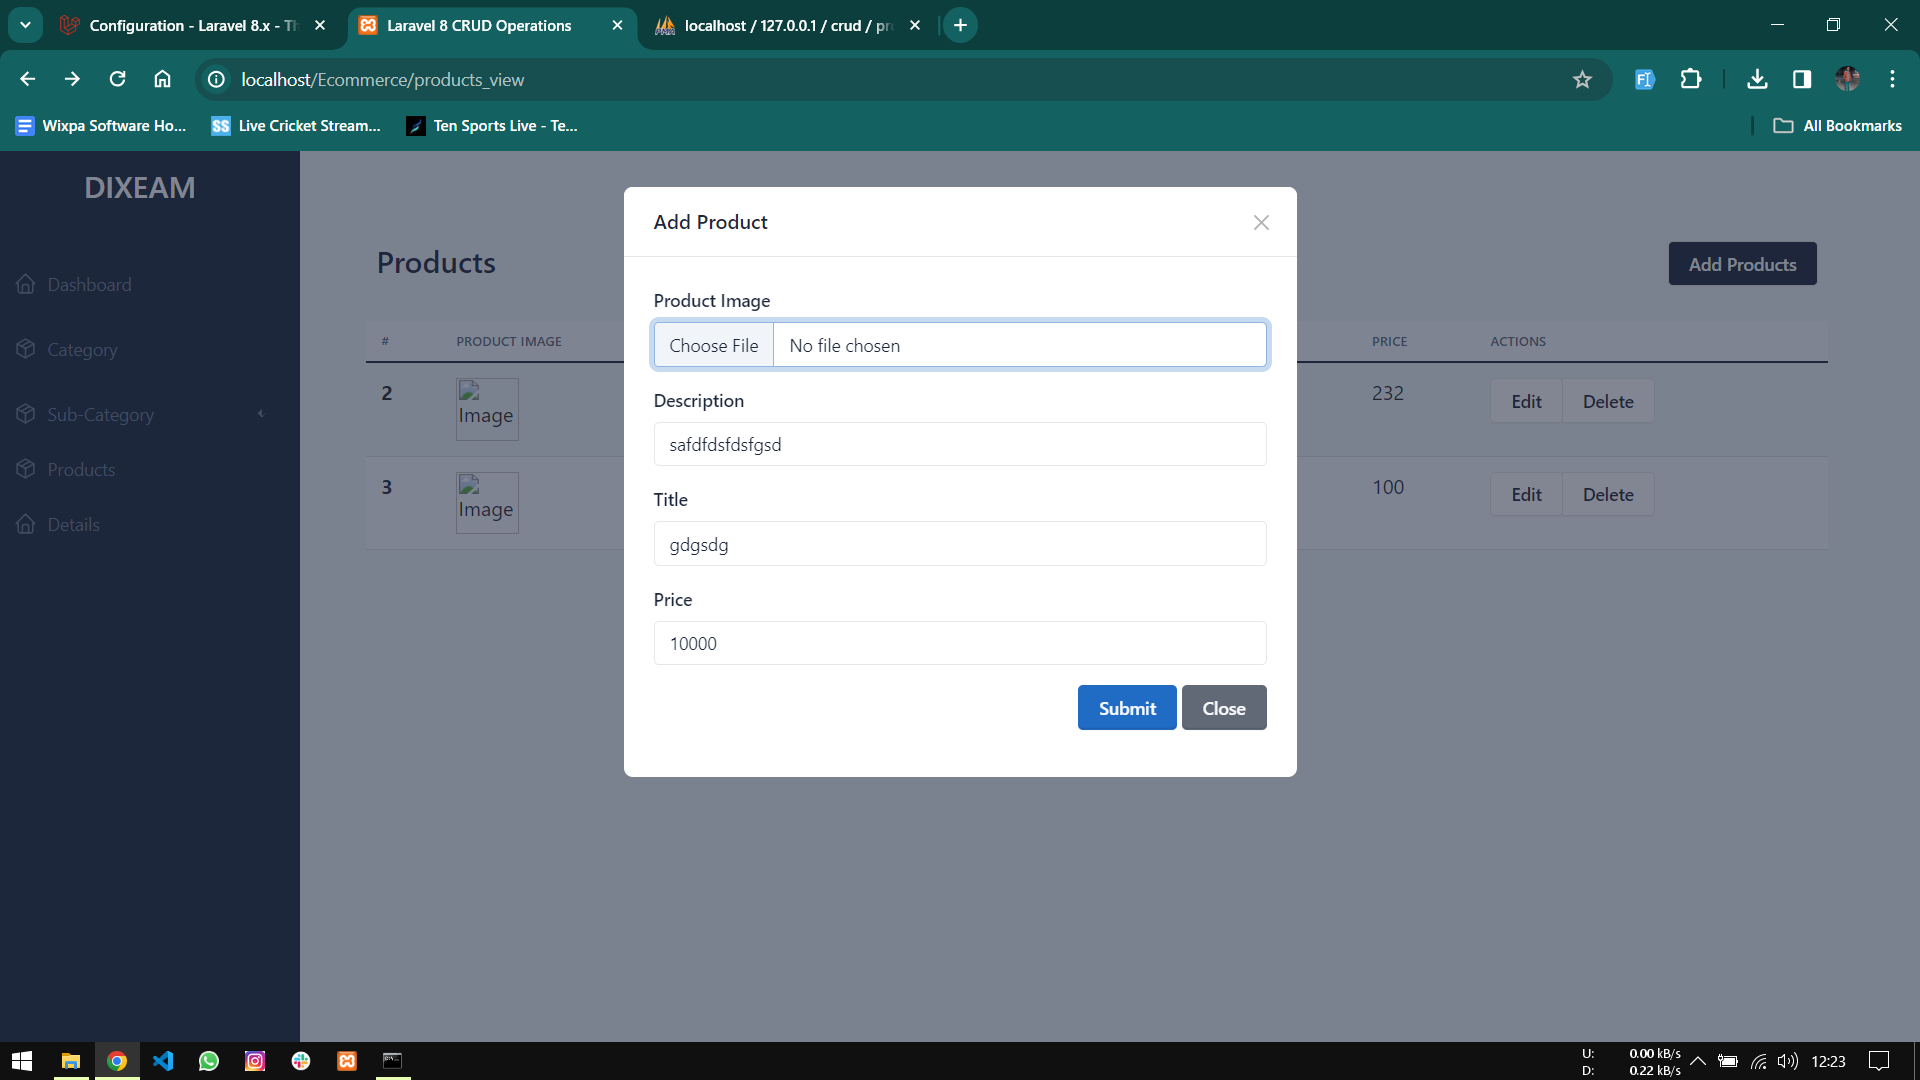 Configuration - Laravel 8.x - Th
Laravel 8 CRUD Operations
localhost / 127.0.0.1 / crud / pr
localhost/Ecommerce/products_view
Wixpa Software Ho...
SS Live Cricket Stream...
Ten Sports Live - Te...
All Bookmarks
DIXEAM
Dashboard
Category
Sub-Category
Products
Details
Products
Add Products
# PRODUCT IMAGE PRICE ACTIONS
2 Image 232 Edit Delete
3 Image 100 Edit Delete
Add Product
Product Image
Choose File No file chosen
Description
safdfdsfdsfgsd
Title
gdgsdg
Price
10000
Submit Close
U: 0.00 kB/s
D: 0.22 kB/s
12:23